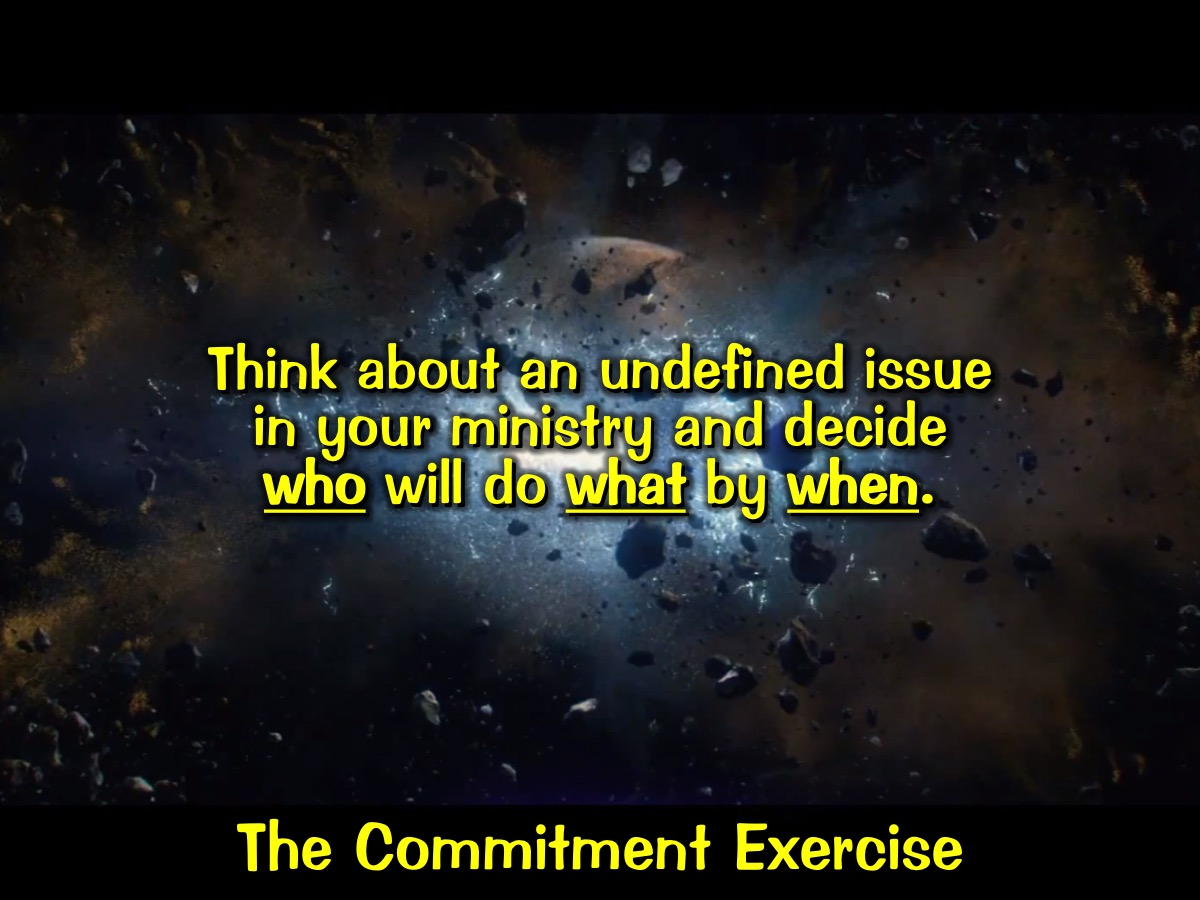 Think about an undefined issue
in your ministry and decide
who will do what by when.
The Commitment Exercise